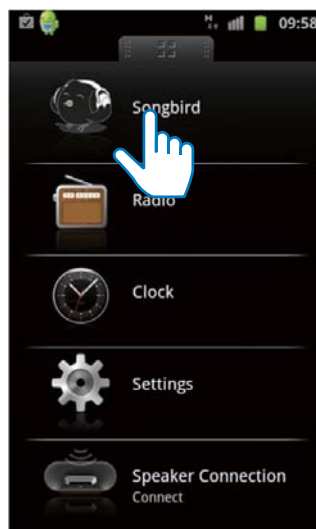 H
09:58
Songbird
Radio
Clock
Settings
Speaker Connection
Connect